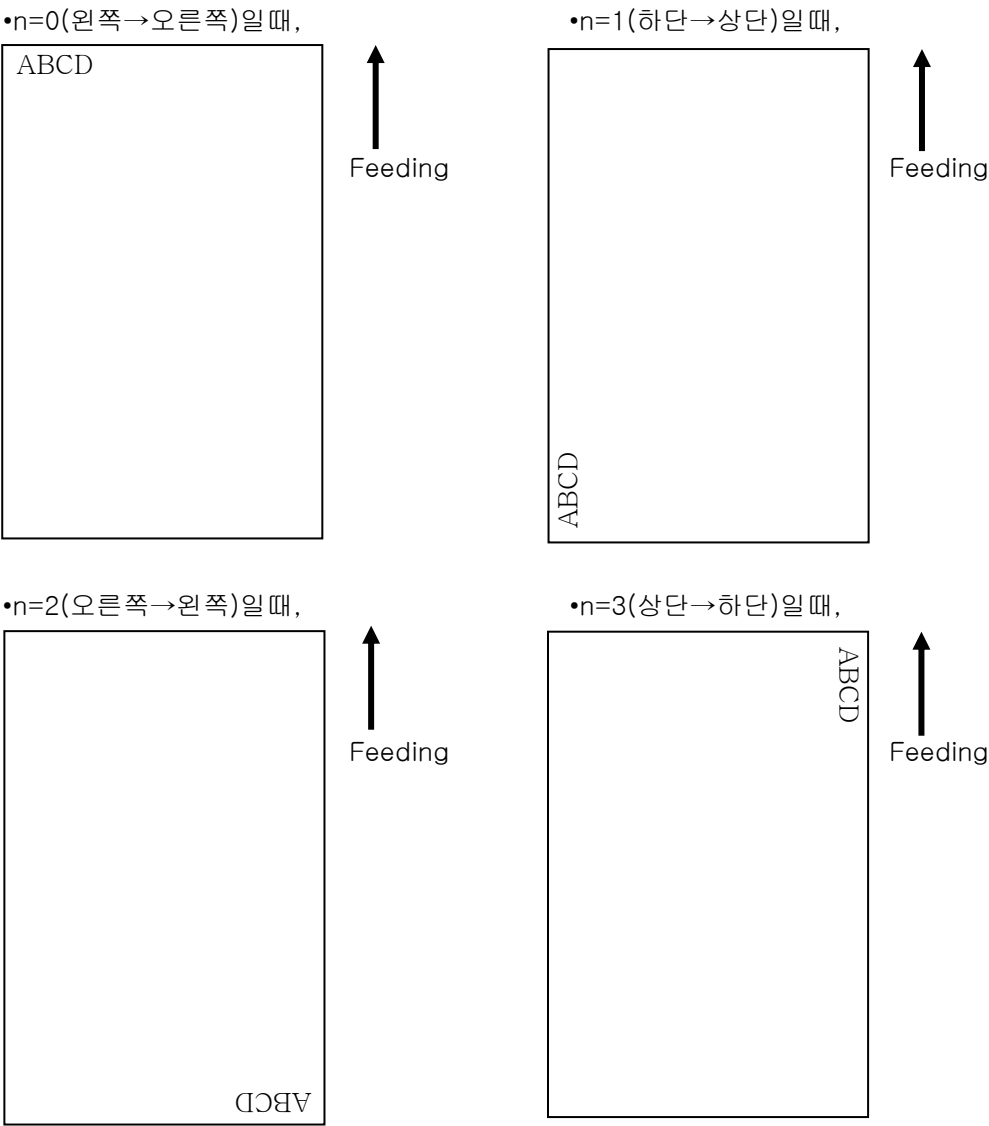 •n=0(왼쪽→오른쪽)일때,
ABCD
Feeding
•n=1(하단→상단)일때,
Feeding
ABCD
•n=2(오른쪽→왼쪽)일때,
Feeding
ABCD
•n=3(상단→하단)일때,
ABCD
Feeding